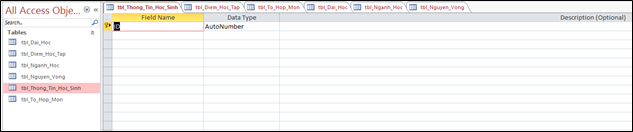 All Access Obje...
Search...
Tables
tbl_Dai_Hoc
tbl_Diem_Hoc_Tap
tbl_Nganh_Hoc
tbl_Nguyen_Vong
tbl_Thong_Tin_Hoc_Sinh
tbl_To_Hop_Mon
tbl_Thong_Tin_Hoc_Sinh tbl_Diem_Hoc_Tap tbl_To_Hop_Mon tbl_Dai_Hoc tbl_Nganh_Hoc tbl_Nguyen_Vong
Field Name Data Type Description (Optional)
ID AutoNumber